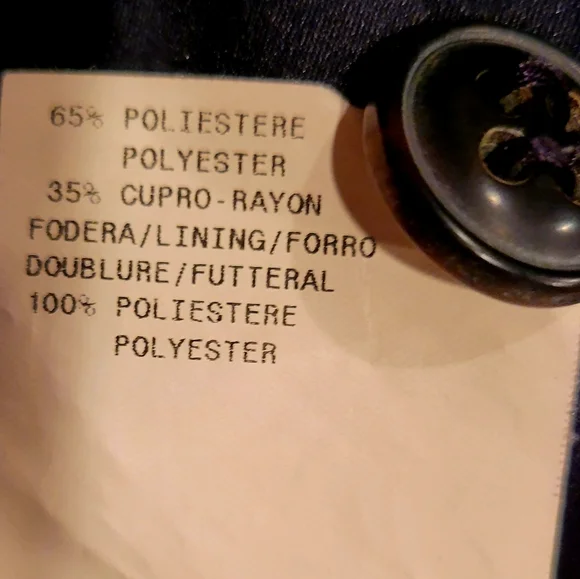 65% POLIESTERE
POLYESTER
35% CUPRO-RAYON
FODERA/LINING/FORRO
DOUBLURE/FUTTERAL
100% POLIESTERE
POLYESTER